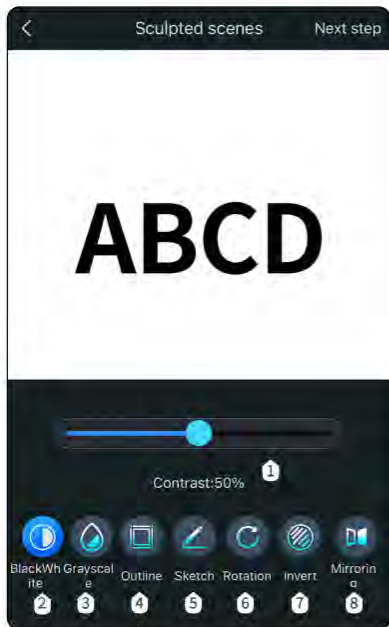 Sculpted scenes Next step
ABCD
1
Contrast:50%
BlackWh Grayscal Outline Sketch Rotation Invert Mirrorin
ite e g
2 3 4 5 6 7 8